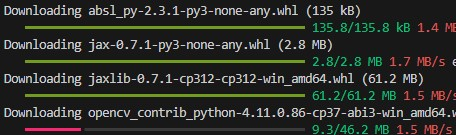 Downloading absl_py-2.3.1-py3-none-any.whl (135 kB)
135.8/135.8 kB 1.4 M
Downloading jax-0.7.1-py3-none-any.whl (2.8 MB)
2.8/2.8 MB 1.7 MB/s e
Downloading jaxlib-0.7.1-cp312-cp312-win_amd64.whl (61.2 MB)
61.2/61.2 MB 1.5 MB/s
Downloading opencv_contrib_python-4.11.0.86-cp37-abi3-win_amd64.w
9.3/46.2 MB 1.5 MB/s